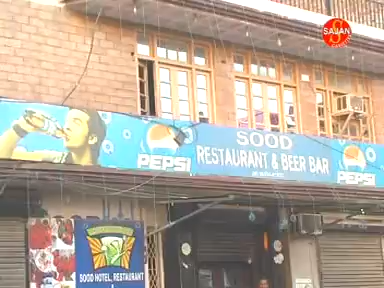 SAJAN
SOOD
RESTAURANT & BEER BAR
PEPSI
PEPSI
SOOD HOTEL, RESTAURANT